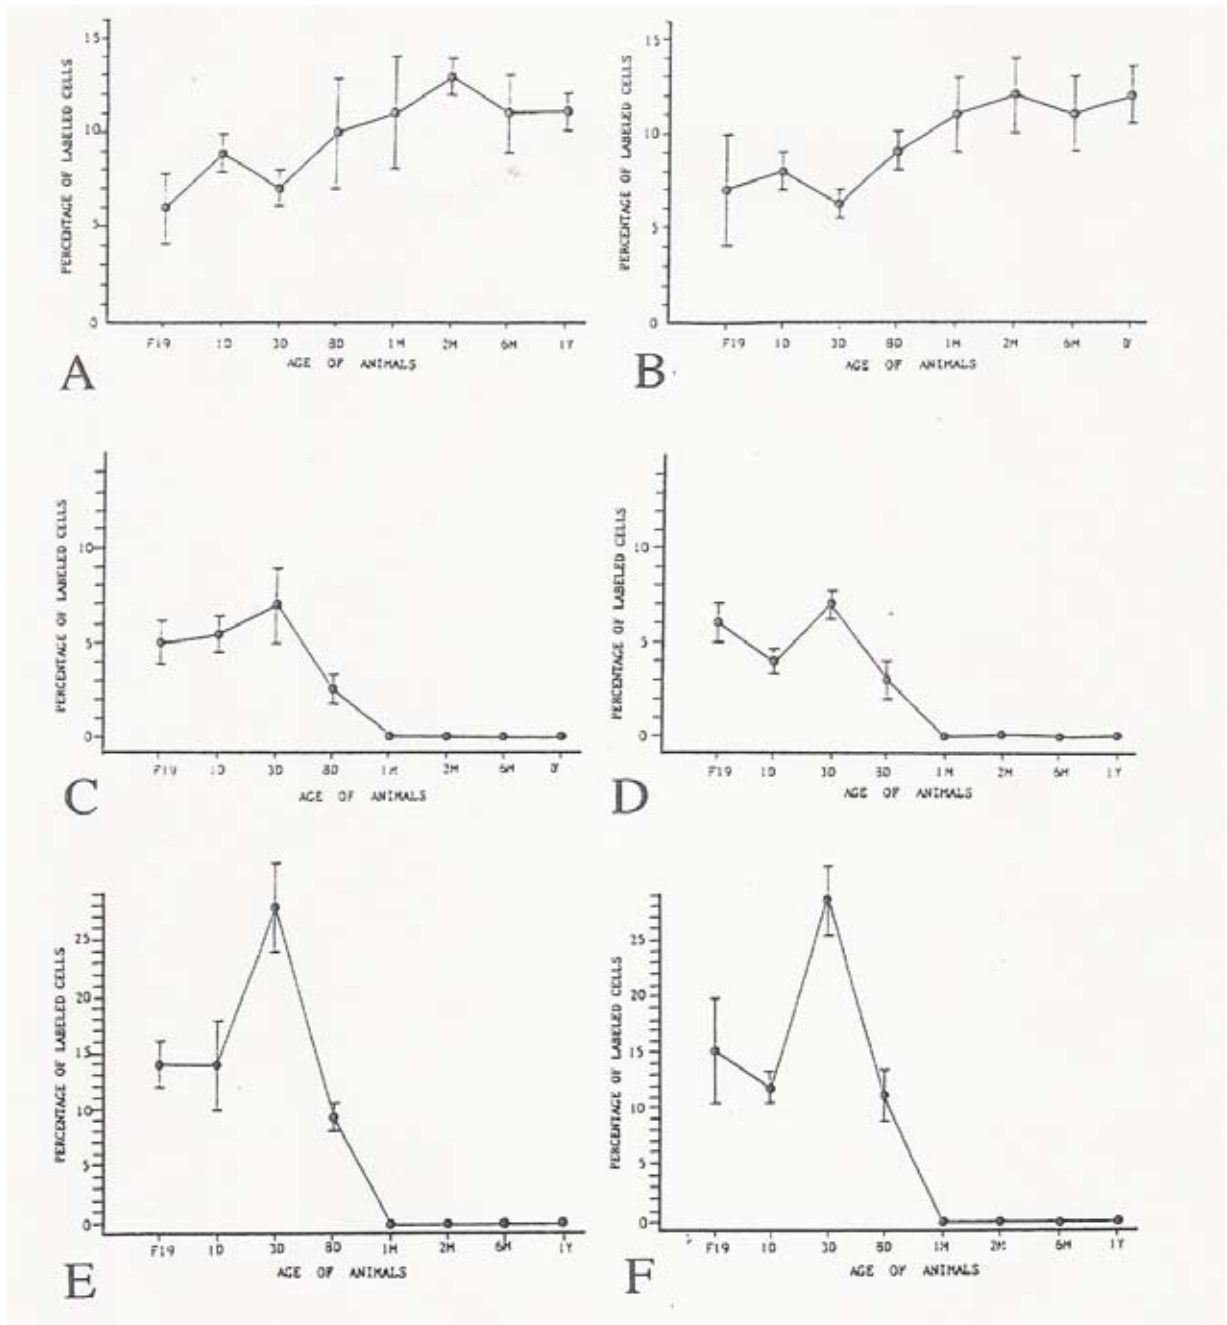 PERCENTAGE OF LABELED CELLS
15
10
5
0
F19 1D 3D 8D 1M 2M 6M 1Y
AGE OF ANIMALS
A
PERCENTAGE OF LABELED CELLS
15
10
5
0
F19 1D 3D 8D 1M 2M 6M
AGE OF ANIMALS
B
PERCENTAGE OF LABELED CELLS
10
5
0
F19 1D 3D 8D 1M 2M 6M
AGE OF ANIMALS
C
PERCENTAGE OF LABELED CELLS
10
5
0
F19 1D 3D 1M 2M 6M 1Y
AGE OF ANIMALS
D
PERCENTAGE OF LABELED CELLS
25
20
15
10
5
0
F19 1D 3D 8D 1M 2M 6M 1Y
AGE OF ANIMALS
E
PERCENTAGE OF LABELED CELLS
25
20
15
10
5
0
F19 1D 3D 1M 2M 6M 1Y
AGE OF ANIMALS
F